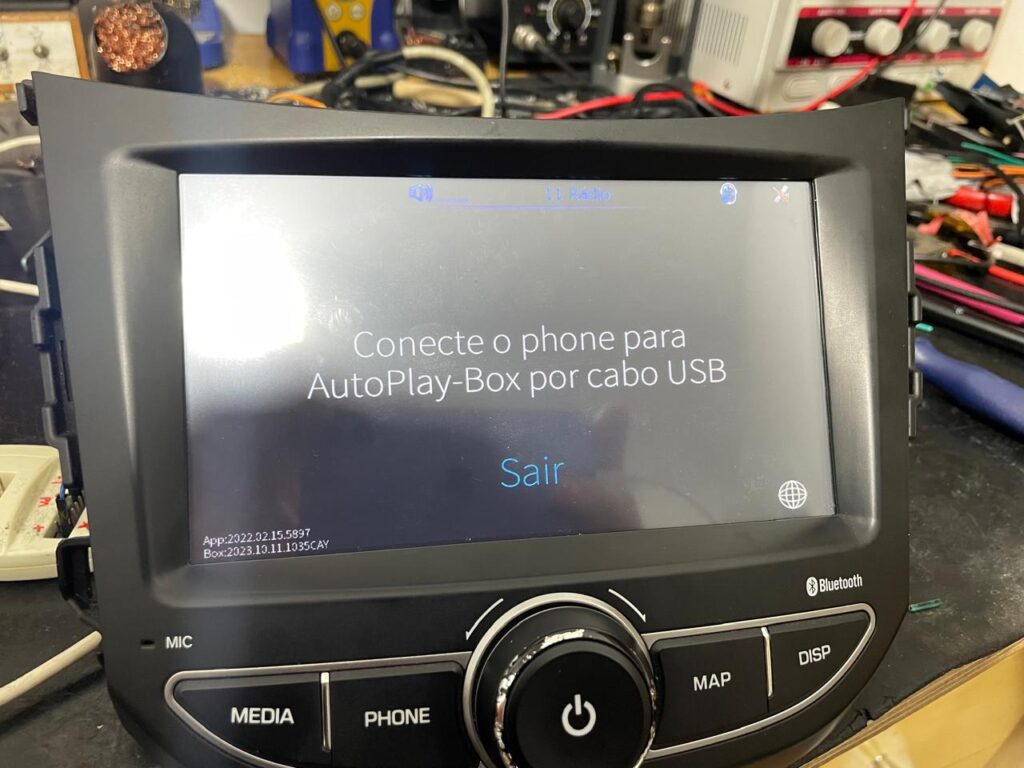 11 Rádio
Conecte o phone para
AutoPlay-Box por cabo USB
Sair
App:2022.02.15.5897
Box:2023.10.11.1035CAY
Bluetooth
MIC
MEDIA
PHONE
MAP
DISP